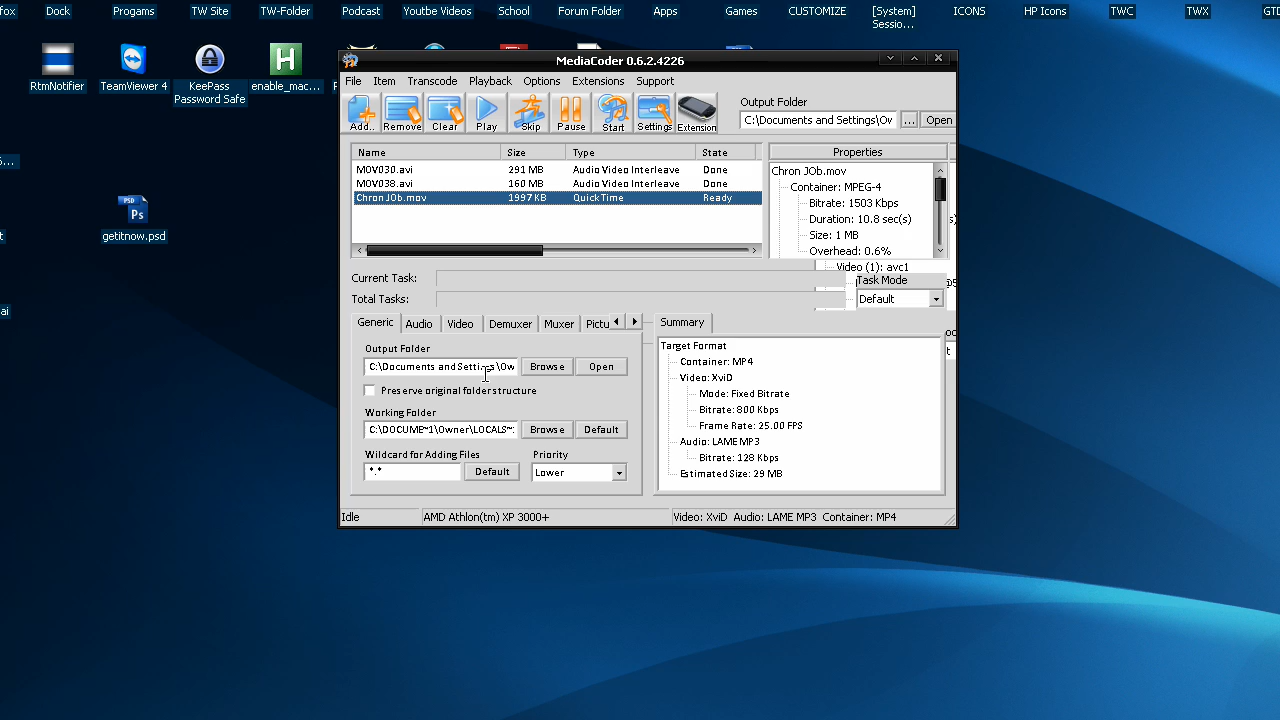 fox
Dock
Progams
TW Site
TW-Folder
Podcast
Youtbe Videos
School
Forum Folder
Apps
Games
CUSTOMIZE
[System]
Sessio...
ICONS
HP Icons
TWC
TWX
GTD
RtmNotifier
TeamViewer 4
KeePass
Password Safe
enable_mac...
6...
PSD
Ps
getitnow.psd
t
ai
MediaCoder 0.6.2.4226
File Item Transcode Playback Options Extensions Support
Add.. Remove Clear Play Skip Pause Start Settings Extension
Output Folder
C:\Documents and Settings\Ow ... Open
Name Size Type State
MOV030.avi 291 MB Audio Video Interleave Done
MOV038.avi 160 MB Audio Video Interleave Done
Chron JOb.mov 1997 KB QuickTime Ready
Properties
Chron JOb.mov
Container: MPEG-4
Bitrate: 1503 Kbps
Duration: 10.8 sec(s)
Size: 1 MB
Overhead: 0.6%
Video (1): avc1
Current Task:
Total Tasks:
Task Mode
Default
Generic Audio Video Demuxer Muxer Pictu
Output Folder
C:\Documents and Settings\Ow Browse Open
Preserve original folder structure
Working Folder
C:\DOCUME~1\Owner\LOCALS~: Browse Default
Wildcard for Adding Files Priority
*.* Default Lower
Summary
Target Format
Container: MP4
Video: XviD
Mode: Fixed Bitrate
Bitrate: 800 Kbps
Frame Rate: 25.00 FPS
Audio: LAME MP3
Bitrate: 128 Kbps
Estimated Size: 29 MB
Idle AMD Athlon(tm) XP 3000+ Video: XviD Audio: LAME MP3 Container: MP4